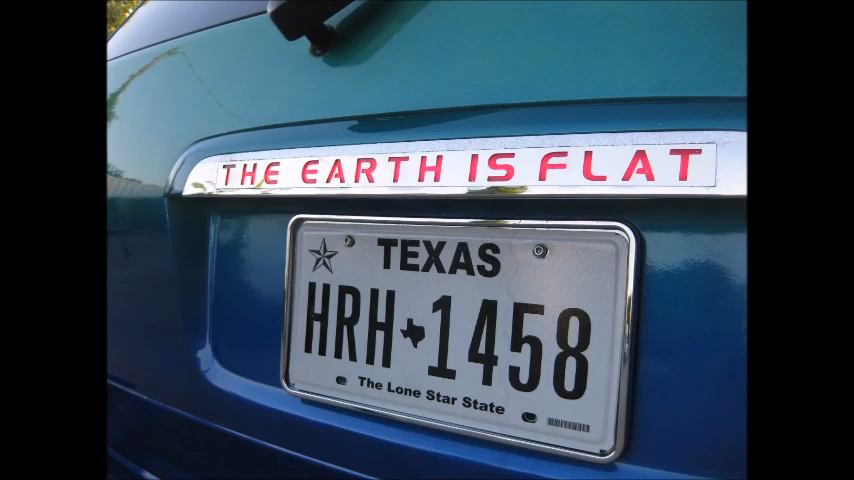 THE EARTH IS FLAT
TEXAS
HRH 1458
The Lone Star State